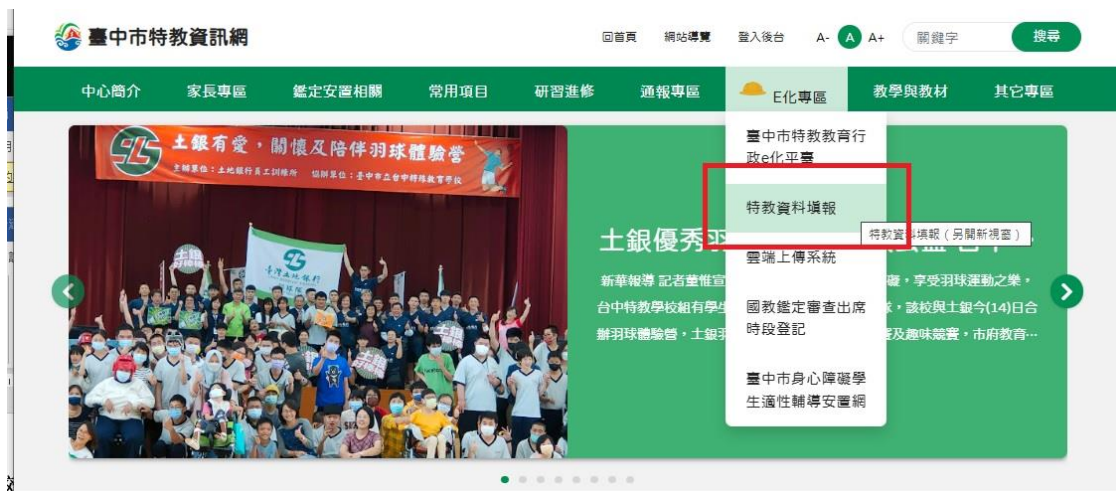 臺中市特教資訊網
回首頁 網站導覽 登入後台 A- A A+ 關鍵字 搜尋
中心簡介 家長專區 鑑定安置相關 常用項目 研習進修 通報專區 E化專區 教學與教材 其它專區
土銀有愛，關懷及陪伴羽球體驗營
主辦單位：土地銀行員工訓練所 協辦單位：臺中市立台中特殊教育學校
臺灣土地銀行
土銀
臺中市特教教育行
政e化平臺
特教資料填報
特教資料填報（另開新視窗）
雲端上傳系統
國教鑑定審查出席
時段登記
臺中市身心障礙學
生適性輔導安置網
土銀優秀羽
新華報導 記者董惟宣
礙，享受羽球運動之樂，
台中特教學校組有學生
，該校與土銀今(14)日合
辦羽球體驗營，土銀
及趣味競賽，市府教育…